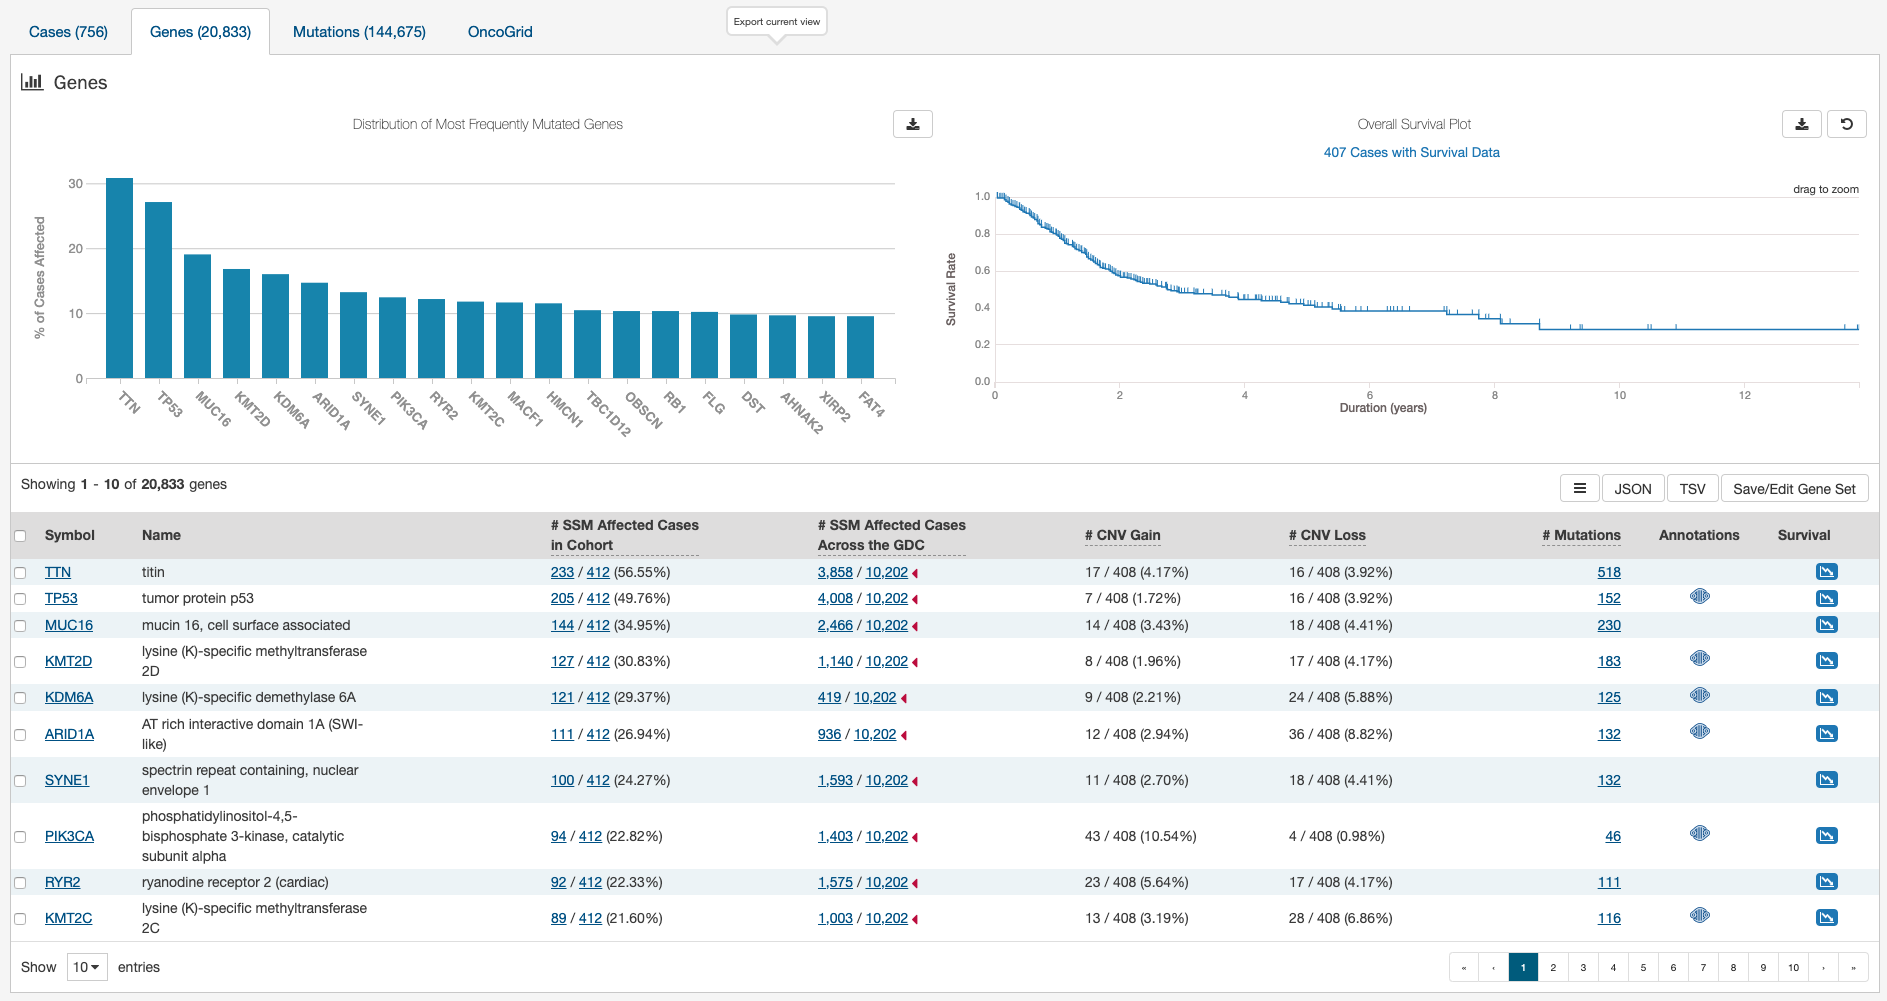 Cases (756)
Genes (20,833)
Mutations (144,675)
OncoGrid
Export current view
Genes
Distribution of Most Frequently Mutated Genes
% of Cases Affected
30
20
10
0
TTN
TP53
MUC16
KMT2D
KDM6A
ARID1A
SYNE1
PIK3CA
RYR2
KMT2C
MACF1
HMCN1
TBC1D12
OBSCN
RB1
FLG
DST
AHNAK2
XIRP2
FAT4
Overall Survival Plot
407 Cases with Survival Data
drag to zoom
Survival Rate
1.0
0.8
0.6
0.4
0.2
0.0
0
2
4
6
8
10
12
Duration (years)
Showing 1 - 10 of 20,833 genes
JSON
TSV
Save/Edit Gene Set
Symbol
Name
# SSM Affected Cases
in Cohort
# SSM Affected Cases
Across the GDC
# CNV Gain
# CNV Loss
# Mutations
Annotations
Survival
TTN titin 233 / 412 (56.55%) 3,858 / 10,202 17 / 408 (4.17%) 16 / 408 (3.92%) 518
TP53 tumor protein p53 205 / 412 (49.76%) 4,008 / 10,202 7 / 408 (1.72%) 16 / 408 (3.92%) 152
MUC16 mucin 16, cell surface associated 144 / 412 (34.95%) 2,466 / 10,202 14 / 408 (3.43%) 18 / 408 (4.41%) 230
lysine (K)-specific methyltransferase
KMT2D 127 / 412 (30.83%) 1,140 / 10,202 8 / 408 (1.96%) 17 / 408 (4.17%) 183
2D
KDM6A lysine (K)-specific demethylase 6A 121 / 412 (29.37%) 419 / 10,202 9 / 408 (2.21%) 24 / 408 (5.88%) 125
AT rich interactive domain 1A (SWI-
ARID1A 111 / 412 (26.94%) 936 / 10,202 12 / 408 (2.94%) 36 / 408 (8.82%) 132
like)
spectrin repeat containing, nuclear
SYNE1 100 / 412 (24.27%) 1,593 / 10,202 11 / 408 (2.70%) 18 / 408 (4.41%) 132
envelope 1
phosphatidylinositol-4,5-
PIK3CA bisphosphate 3-kinase, catalytic 94 / 412 (22.82%) 1,403 / 10,202 43 / 408 (10.54%) 4 / 408 (0.98%) 46
subunit alpha
RYR2 ryanodine receptor 2 (cardiac) 92 / 412 (22.33%) 1,575 / 10,202 23 / 408 (5.64%) 17 / 408 (4.17%) 111
lysine (K)-specific methyltransferase
KMT2C 89 / 412 (21.60%) 1,003 / 10,202 13 / 408 (3.19%) 28 / 408 (6.86%) 116
2C
Show 10 entries
« ‹ 1 2 3 4 5 6 7 8 9 10 › »